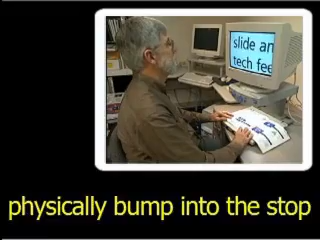 slide an
tech fee
physically bump into the stop